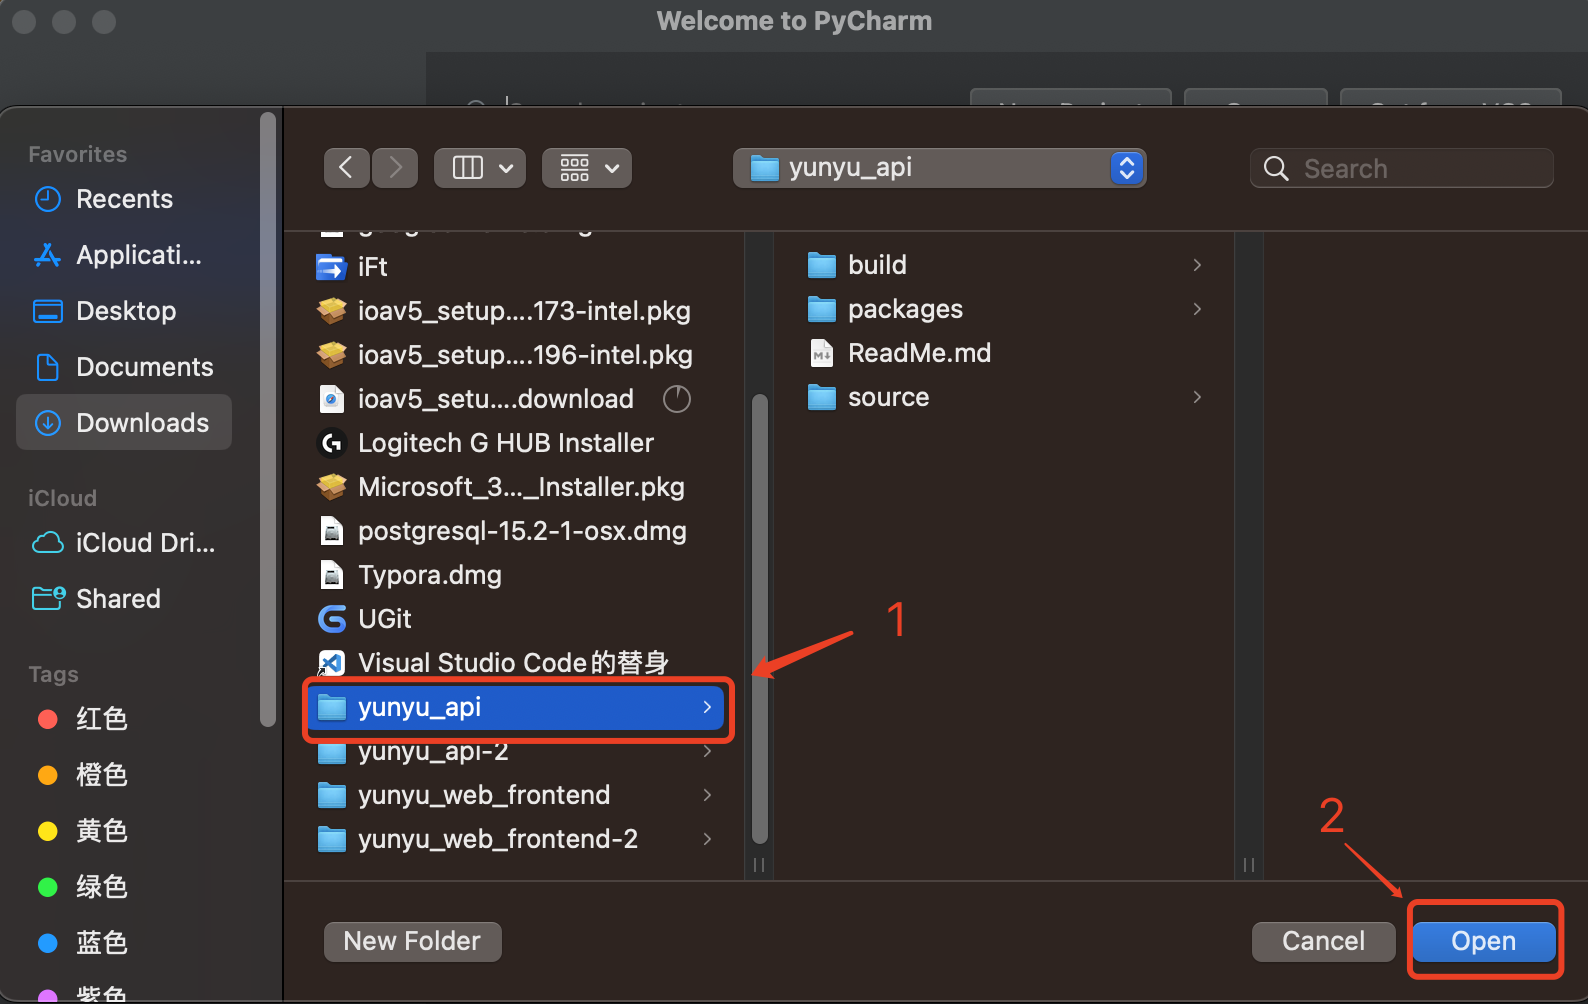 Welcome to PyCharm
yunyu_api
Search
Favorites
Recents
Applicati...
Desktop
Documents
Downloads
iCloud
iCloud Dri...
Shared
Tags
红色
橙色
黄色
绿色
蓝色
紫色
iFt
ioav5_setup....173-intel.pkg
ioav5_setup....196-intel.pkg
ioav5_setu....download
Logitech G HUB Installer
Microsoft_3..._Installer.pkg
postgresql-15.2-1-osx.dmg
Typora.dmg
UGit
Visual Studio Code的替身
yunyu_api
yunyu_api-2
yunyu_web_frontend
yunyu_web_frontend-2
build
packages
ReadMe.md
source
1
2
New Folder
Cancel
Open